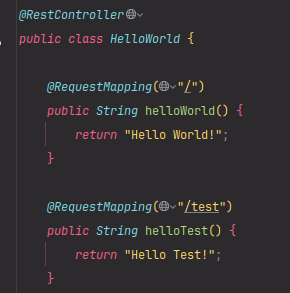 @RestController
public class HelloWorld {
@RequestMapping("/")
public String helloWorld() {
return "Hello World!";
}
@RequestMapping("/test")
public String helloTest() {
return "Hello Test!";
}